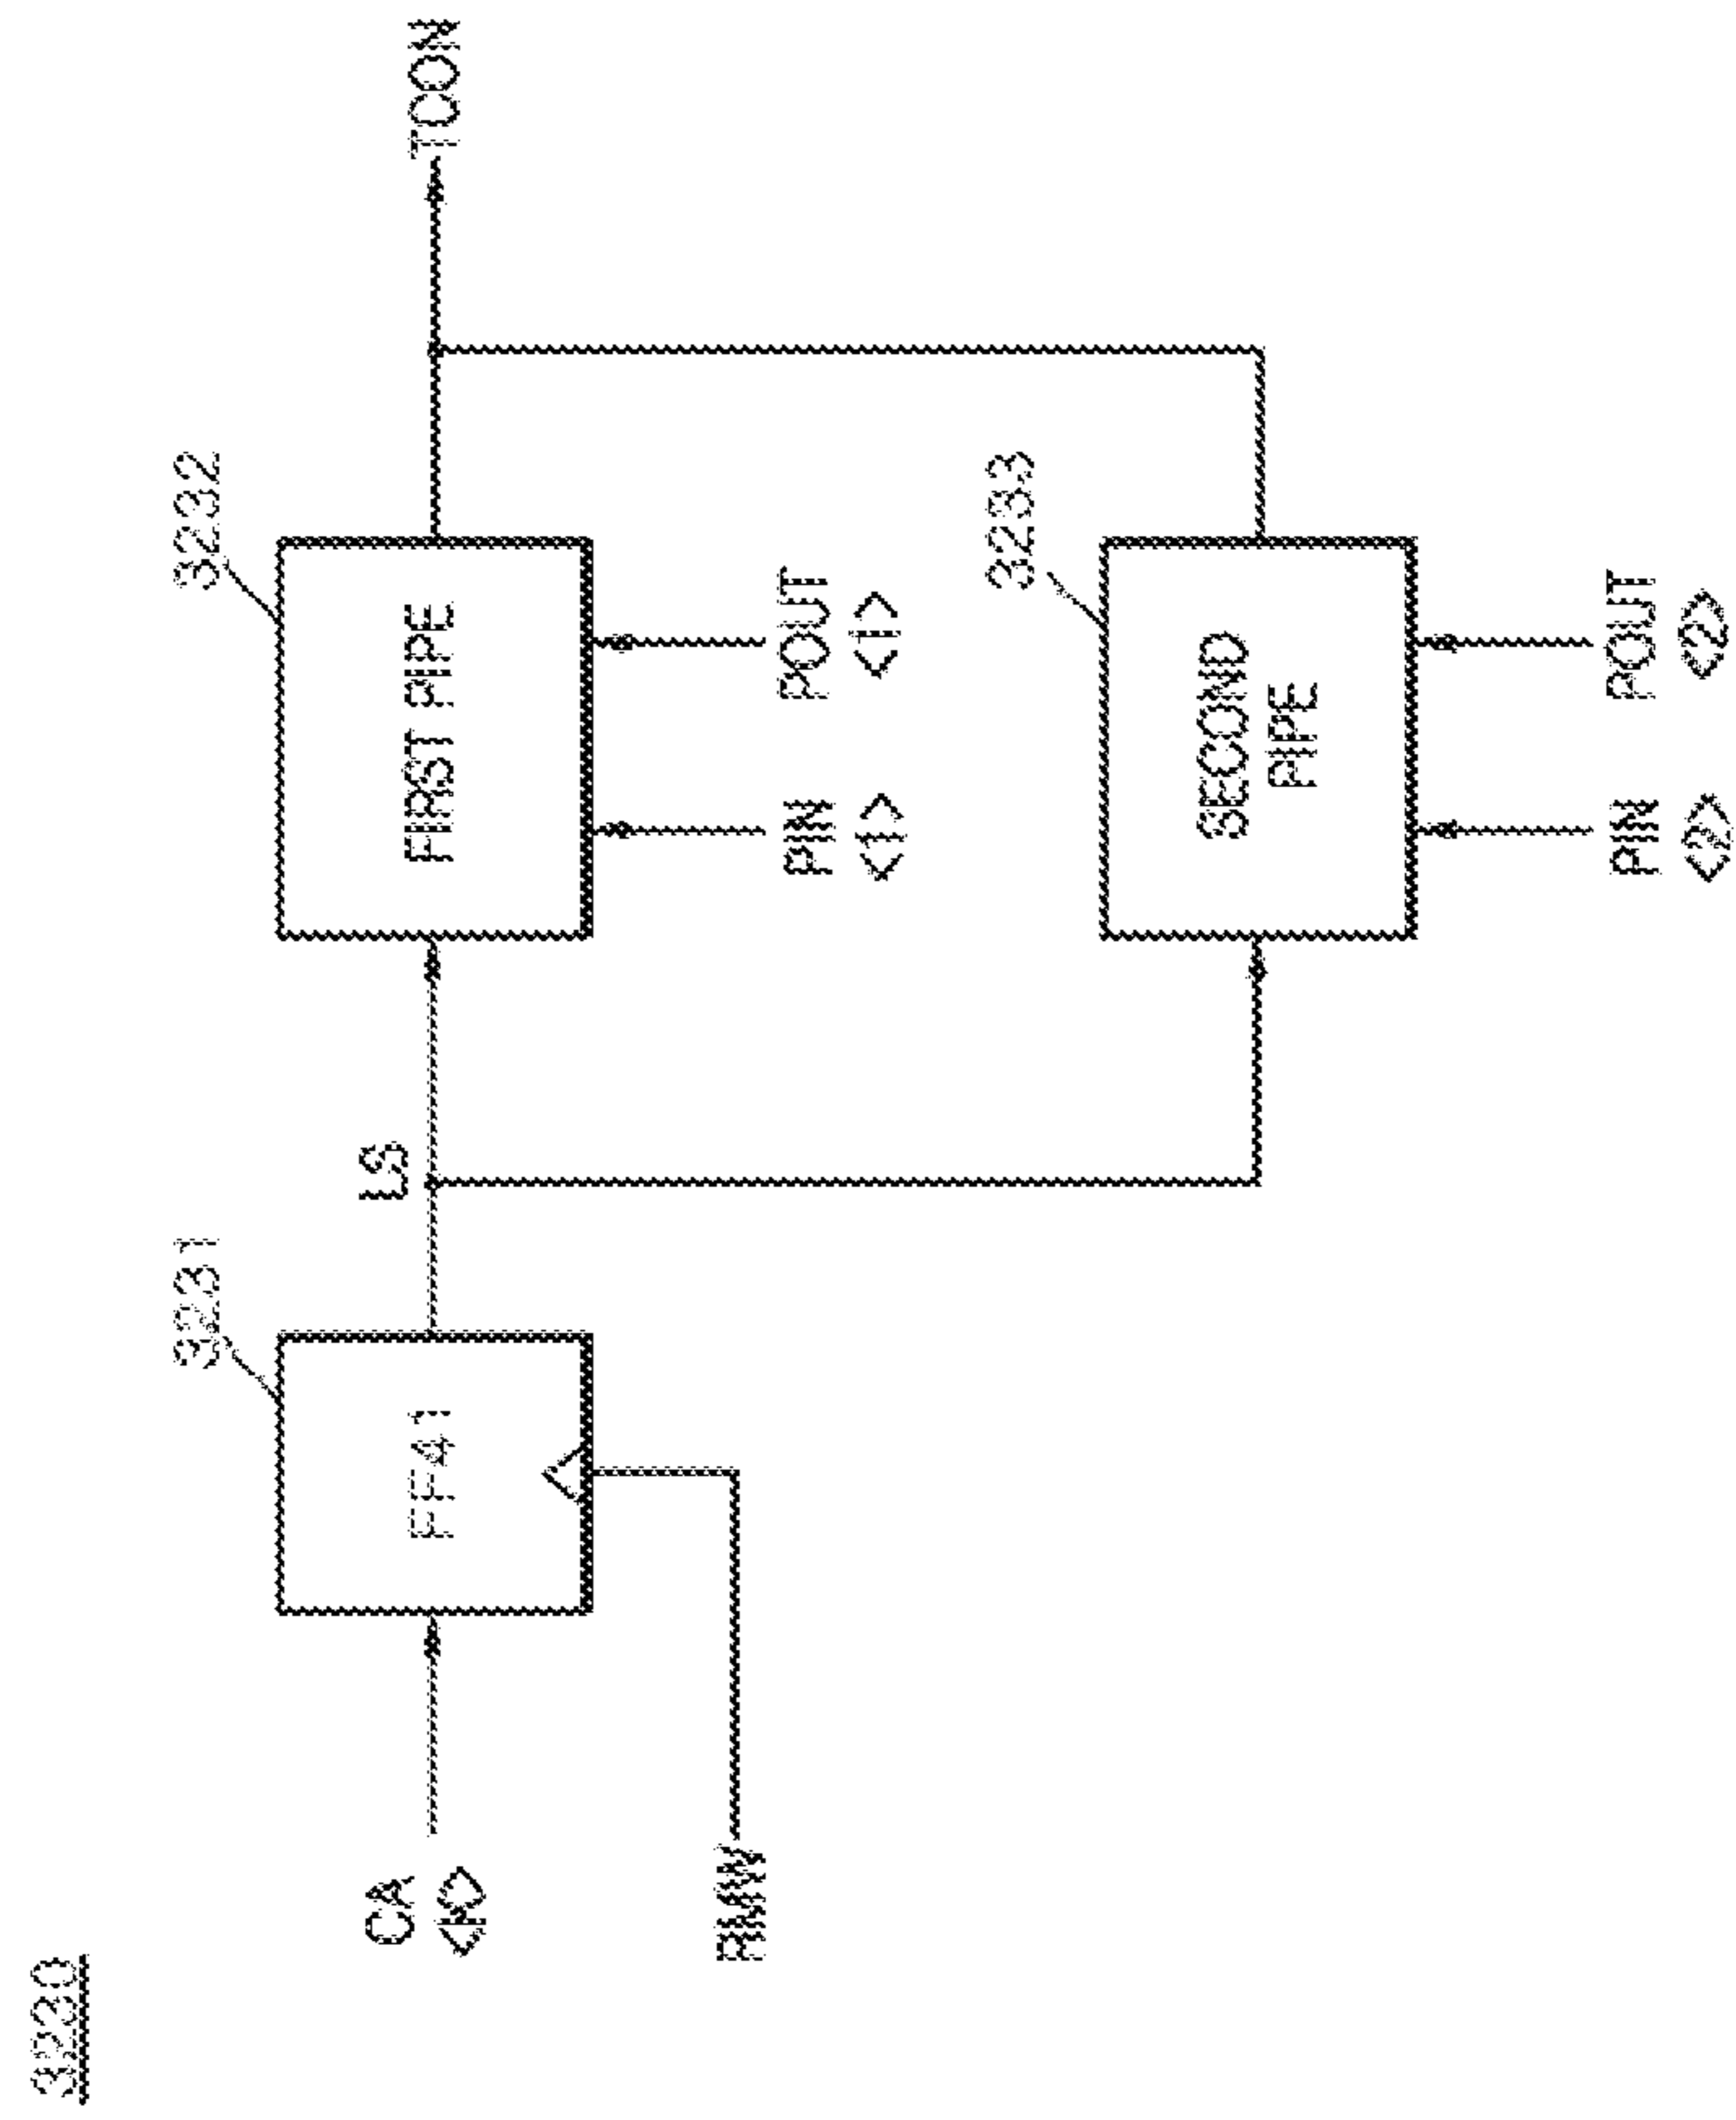 3230
3231
3232
CA
<K>
FF41
LS
FIRST PIPE
TCON
RMW
PIN
<1>
POUT
<1>
3233
SECOND
PIPE
PIN
<2>
POUT
<2>